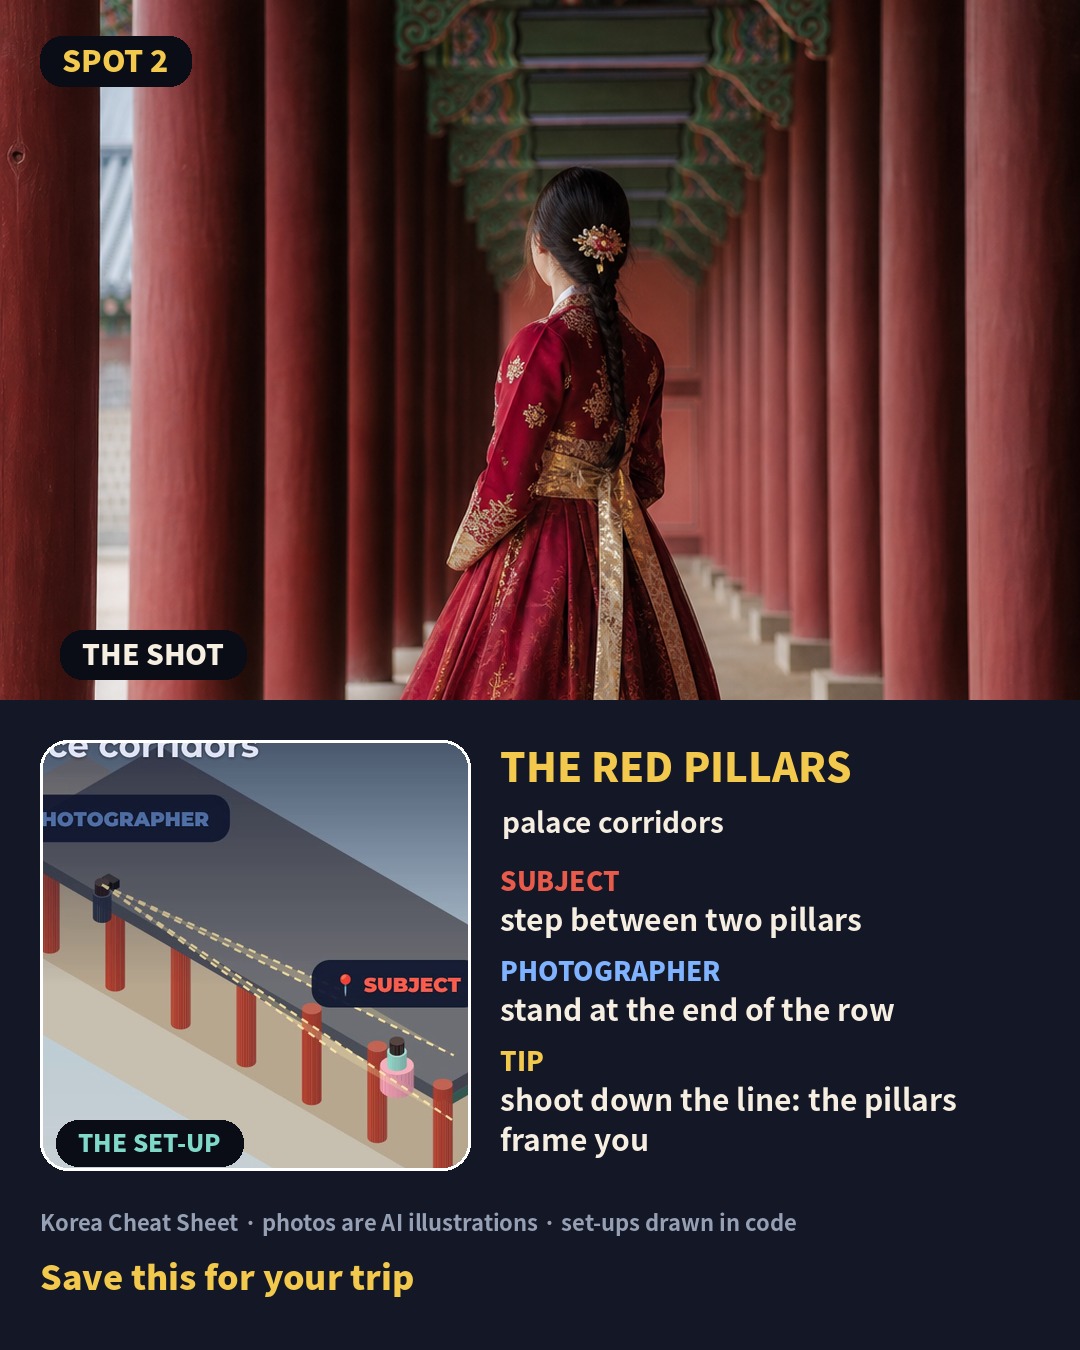 SPOT 2
THE SHOT
ce corridors
HOTOGRAPHER
SUBJECT
THE SET-UP
THE RED PILLARS
palace corridors
SUBJECT
step between two pillars
PHOTOGRAPHER
stand at the end of the row
TIP
shoot down the line: the pillars
frame you
Korea Cheat Sheet · photos are AI illustrations · set-ups drawn in code
Save this for your trip